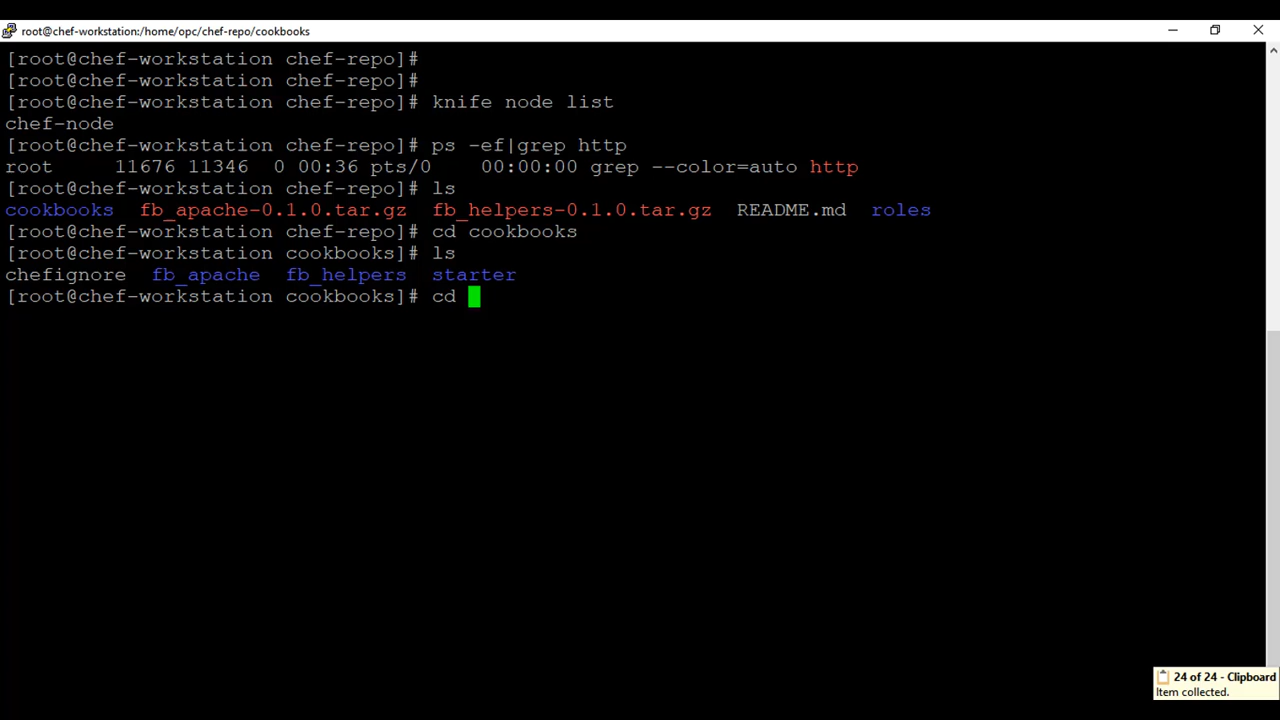 root@chef-workstation:/home/opc/chef-repo/cookbooks
[root@chef-workstation chef-repo]#
[root@chef-workstation chef-repo]#
[root@chef-workstation chef-repo]# knife node list
chef-node
[root@chef-workstation chef-repo]# ps -ef|grep http
root     11676 11346  0 00:36 pts/0    00:00:00 grep --color=auto http
[root@chef-workstation chef-repo]# ls
cookbooks  fb_apache-0.1.0.tar.gz  fb_helpers-0.1.0.tar.gz  README.md  roles
[root@chef-workstation chef-repo]# cd cookbooks
[root@chef-workstation cookbooks]# ls
chefignore  fb_apache  fb_helpers  starter
[root@chef-workstation cookbooks]# cd
24 of 24 - Clipboard
Item collected.